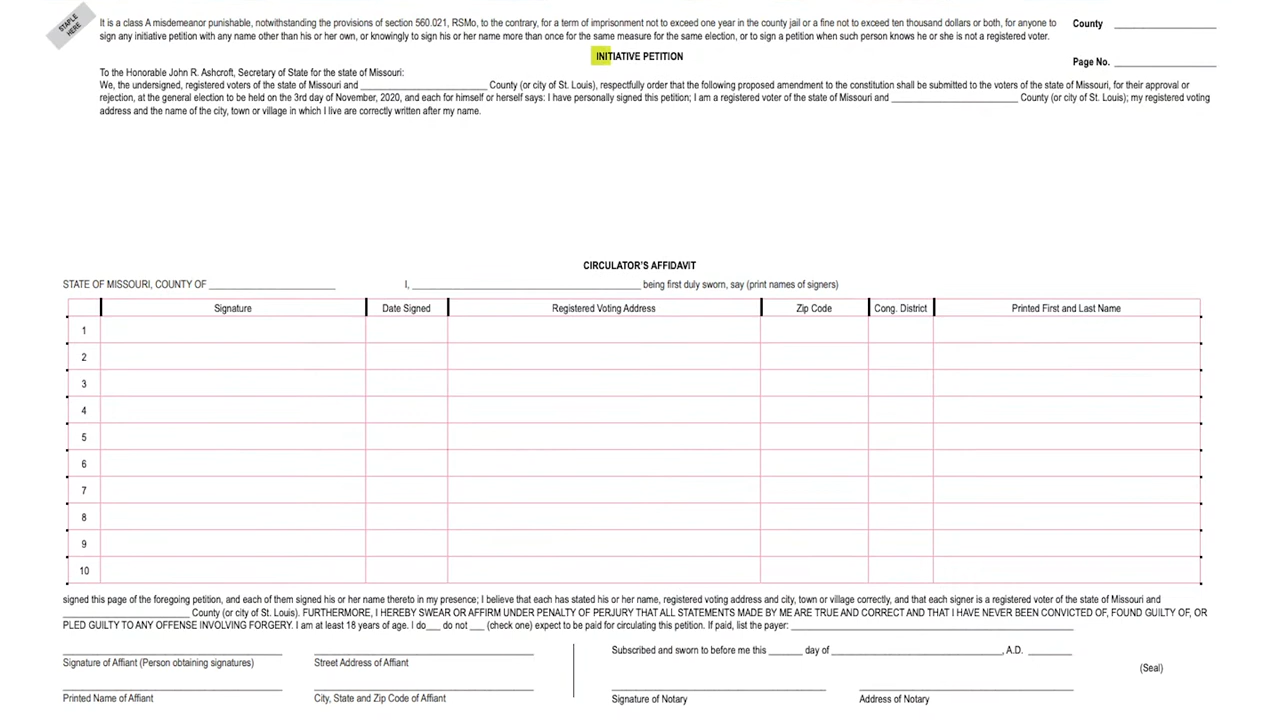 STAPLE
HERE
It is a class A misdemeanor punishable, notwithstanding the provisions of section 560.021, RSMo, to the contrary, for a term of imprisonment not to exceed one year in the county jail or a fine not to exceed ten thousand dollars or both, for anyone to
sign any initiative petition with any name other than his or her own, or knowingly to sign his or her name more than once for the same measure for the same election, or to sign a petition when such person knows he or she is not a registered voter.
County ____________________
INITIATIVE PETITION
Page No. ____________________
To the Honorable John R. Ashcroft, Secretary of State for the state of Missouri:
We, the undersigned, registered voters of the state of Missouri and ________________________ County (or city of St. Louis), respectfully order that the following proposed amendment to the constitution shall be submitted to the voters of the state of Missouri, for their approval or
rejection, at the general election to be held on the 3rd day of November, 2020, and each for himself or herself says: I have personally signed this petition; I am a registered voter of the state of Missouri and ________________________ County (or city of St. Louis); my registered voting
address and the name of the city, town or village in which I live are correctly written after my name.
CIRCULATOR'S AFFIDAVIT
STATE OF MISSOURI, COUNTY OF ________________________ I, ____________________________________________ being first duly sworn, say (print names of signers)
Signature Date Signed Registered Voting Address Zip Code Cong. District Printed First and Last Name
1
2
3
4
5
6
7
8
9
10
signed this page of the foregoing petition, and each of them signed his or her name thereto in my presence; I believe that each has stated his or her name, registered voting address and city, town or village correctly, and that each signer is a registered voter of the state of Missouri and
________________________ County (or city of St. Louis). FURTHERMORE, I HEREBY SWEAR OR AFFIRM UNDER PENALTY OF PERJURY THAT ALL STATEMENTS MADE BY ME ARE TRUE AND CORRECT AND THAT I HAVE NEVER BEEN CONVICTED OF, FOUND GUILTY OF, OR
PLED GUILTY TO ANY OFFENSE INVOLVING FORGERY. I am at least 18 years of age. I do___ do not ___ (check one) expect to be paid for circulating this petition. If paid, list the payer: ______________________________________________________
Subscribed and sworn to before me this _______ day of __________________________________, A.D. _________
Signature of Affiant (Person obtaining signatures) Street Address of Affiant
(Seal)
Printed Name of Affiant City, State and Zip Code of Affiant Signature of Notary Address of Notary